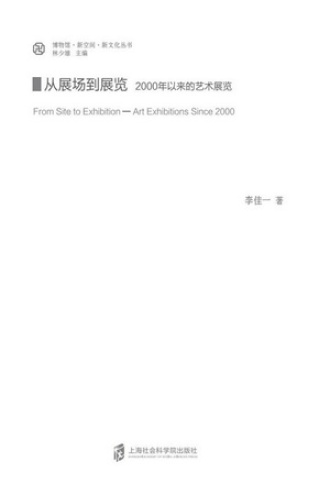 博物馆·新空间·新文化丛书
林少雄 主编
从展场到展览 2000年以来的艺术展览
From Site to Exhibition — Art Exhibitions Since 2000
李佳一 著
上海社会科学院出版社